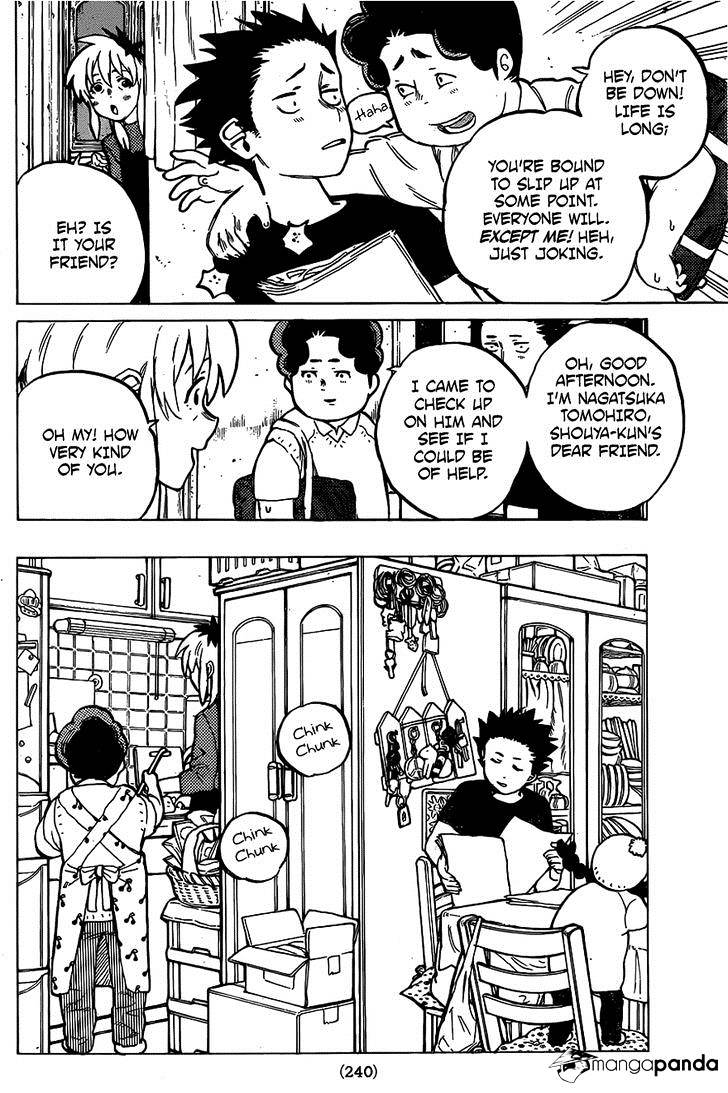 HEY, DON'T
BE DOWN!
LIFE IS
LONG;
YOU'RE BOUND
TO SLIP UP AT
SOME POINT.
EVERYONE WILL.
EXCEPT ME! HEH,
JUST JOKING.
Haha
EH? IS
IT YOUR
FRIEND?
OH, GOOD
AFTERNOON.
I'M NAGATSUKA
TOMOHIRO,
SHOUYA-KUN'S
DEAR FRIEND.
I CAME TO
CHECK UP
ON HIM AND
SEE IF I
COULD BE
OF HELP.
OH MY! HOW
VERY KIND
OF YOU.
Chink
Chunk
Chink
Chunk
(240)
mangapanda